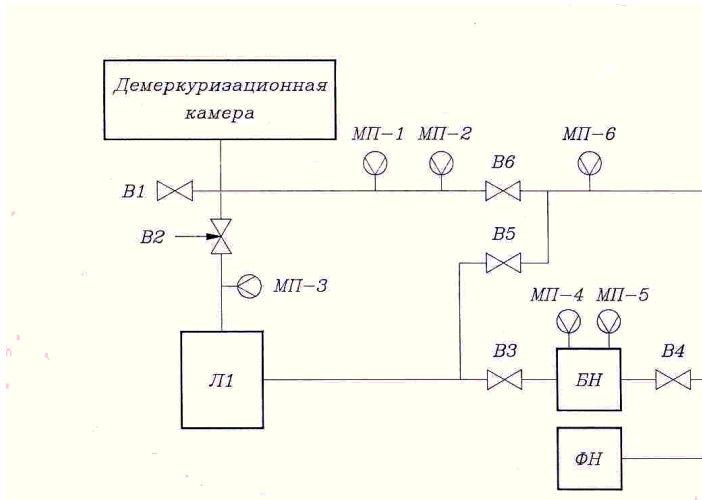 Демеркуризационная
камера
МП-1
МП-2
В6
МП-6
В1
В2
В5
МП-3
МП-4
МП-5
В3
В4
Л1
БН
ФН